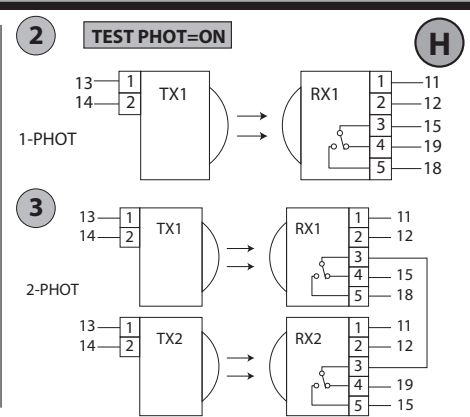 2 TEST PHOT=ON H
13 1 TX1 RX1 1 11
14 2 2 12
3 15
1-PHOT 4 19
5 18
3
13 1 TX1 RX1 1 11
14 2 2 12
3
2-PHOT 4 15
5 18
13 1 TX2 RX2 1 11
14 2 2 12
3
4 19
5 15